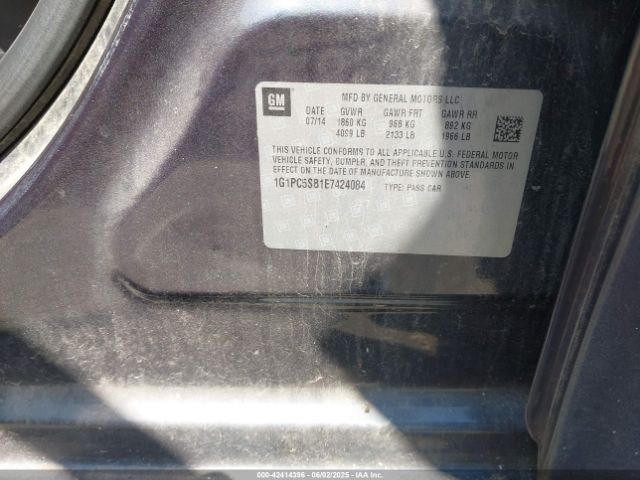 GM
MFD BY GENERAL MOTORS LLC
DATE GVWR GAWR FRT GAWR RR
07/14 1860 KG 968 KG 892 KG
4099 LB 2133 LB 1966 LB
THIS VEHICLE CONFORMS TO ALL APPLICABLE U.S. FEDERAL MOTOR
VEHICLE SAFETY, BUMPER, AND THEFT PREVENTION STANDARDS IN
EFFECT ON THE DATE OF MANUFACTURE SHOWN ABOVE.
1G1PC5SB1E7424084 TYPE: PASS CAR
000-42414396 - 06/02/2025 - IAA Inc.